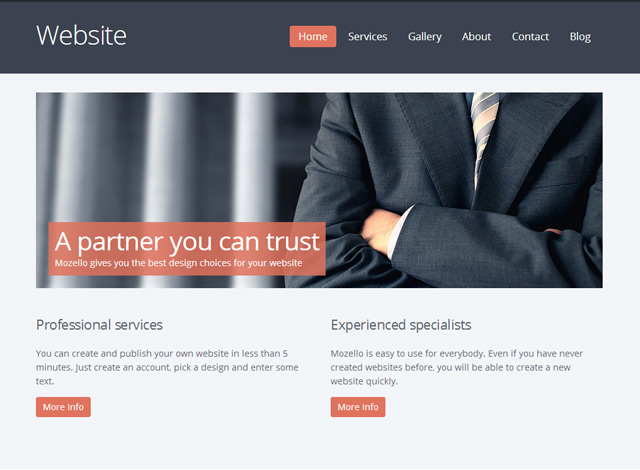 Website
Home Services Gallery About Contact Blog
A partner you can trust
Mozello gives you the best design choices for your website
Professional services
You can create and publish your own website in less than 5
minutes. Just create an account, pick a design and enter some
text.
More Info
Experienced specialists
Mozello is easy to use for everybody. Even if you have never
created websites before, you will be able to create a new
website quickly.
More Info